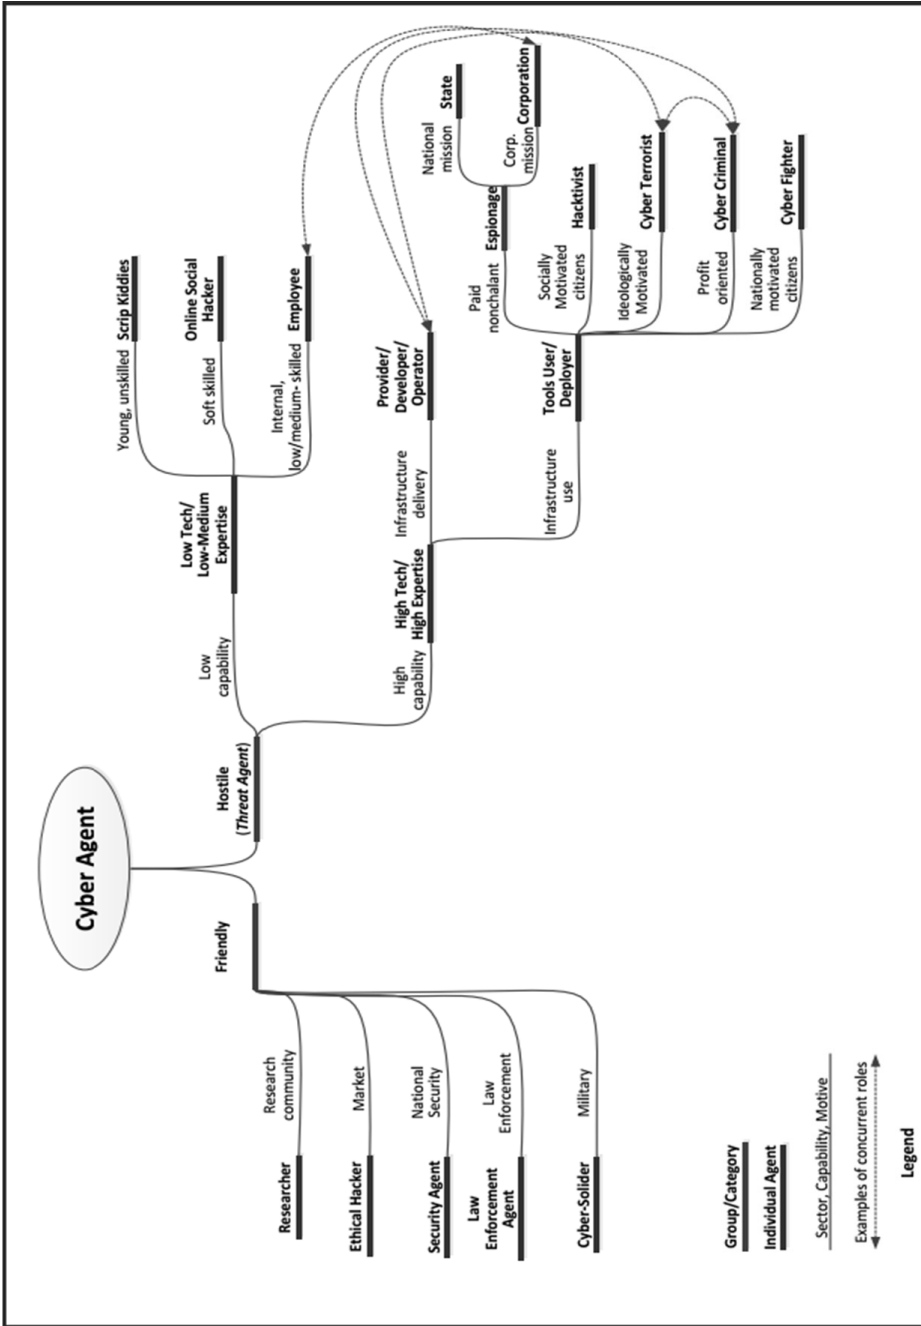 Cyber Agent
Friendly
Hostile
(Threat Agent)
Research
community
Researcher
Market
Ethical Hacker
National
Security
Security Agent
Law
Enforcement
Law
Enforcement
Agent
Military
Cyber-Solider
Low
capability
Low Tech/
Low-Medium
Expertise
Young, unskilled
Scrip Kiddies
Soft skilled
Online Social
Hacker
Internal,
low/medium- skilled
Employee
High
capability
High Tech/
High Expertise
Infrastructure
delivery
Provider/
Developer/
Operator
Infrastructure
use
Tools User/
Deployer
Paid
nonchalant
Espionage
National
mission
State
Corp.
mission
Corporation
Socially
Motivated
citizens
Hacktivist
Ideologically
Motivated
Cyber Terrorist
Profit
oriented
Cyber Criminal
Nationally
motivated
citizens
Cyber Fighter
Group/Category
Individual Agent
Sector, Capability, Motive
Examples of concurrent roles
Legend